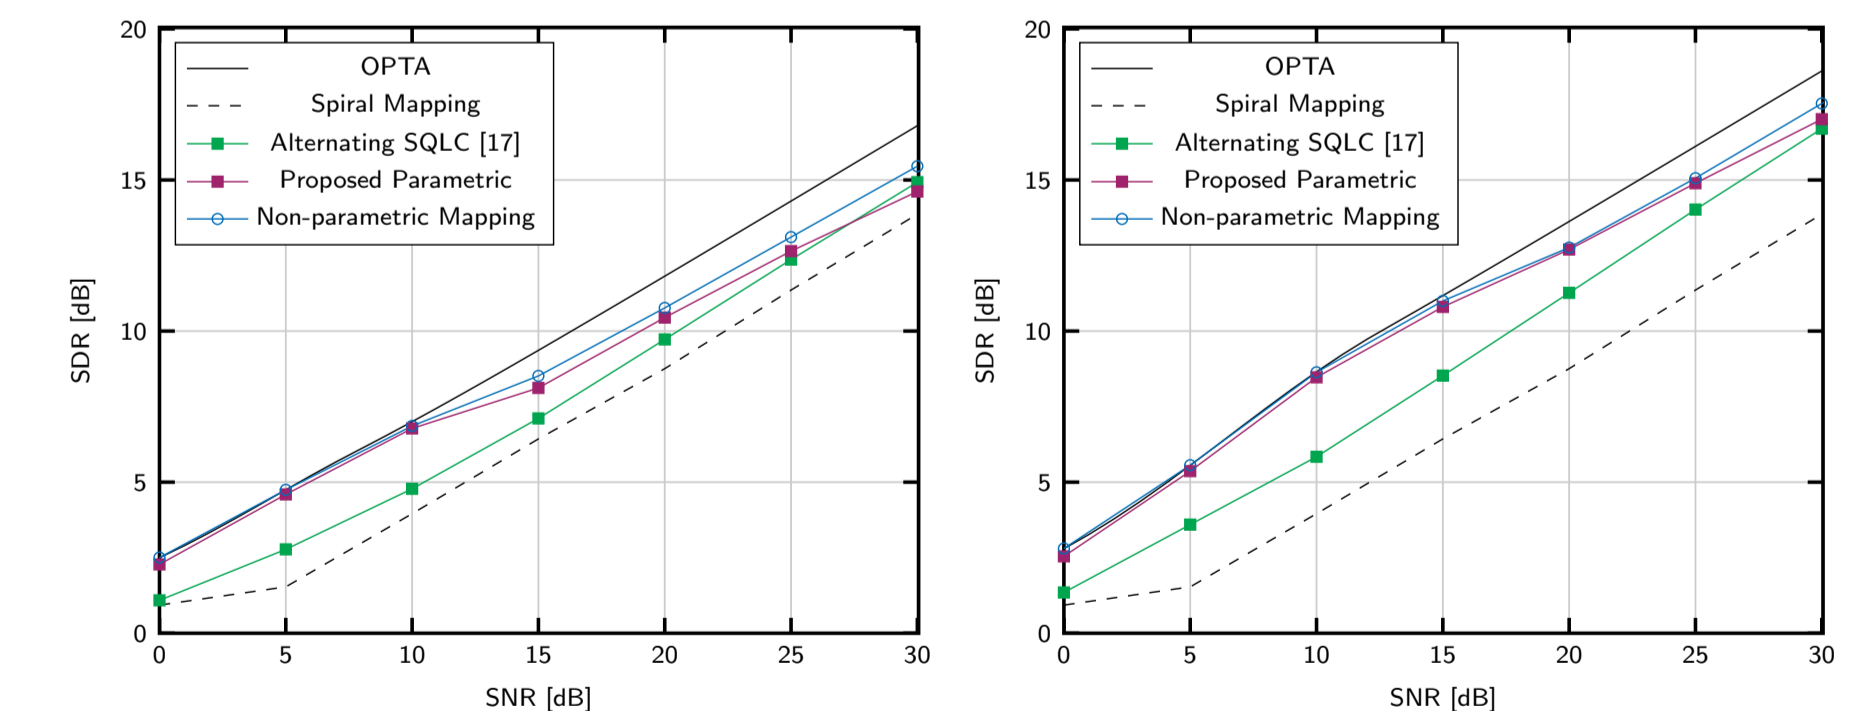 20
15
10
5
0
SDR [dB]
OPTA
Spiral Mapping
Alternating SQLC [17]
Proposed Parametric
Non-parametric Mapping
0 5 10 15 20 25 30
SNR [dB]
20
15
10
5
0
SDR [dB]
OPTA
Spiral Mapping
Alternating SQLC [17]
Proposed Parametric
Non-parametric Mapping
0 5 10 15 20 25 30
SNR [dB]